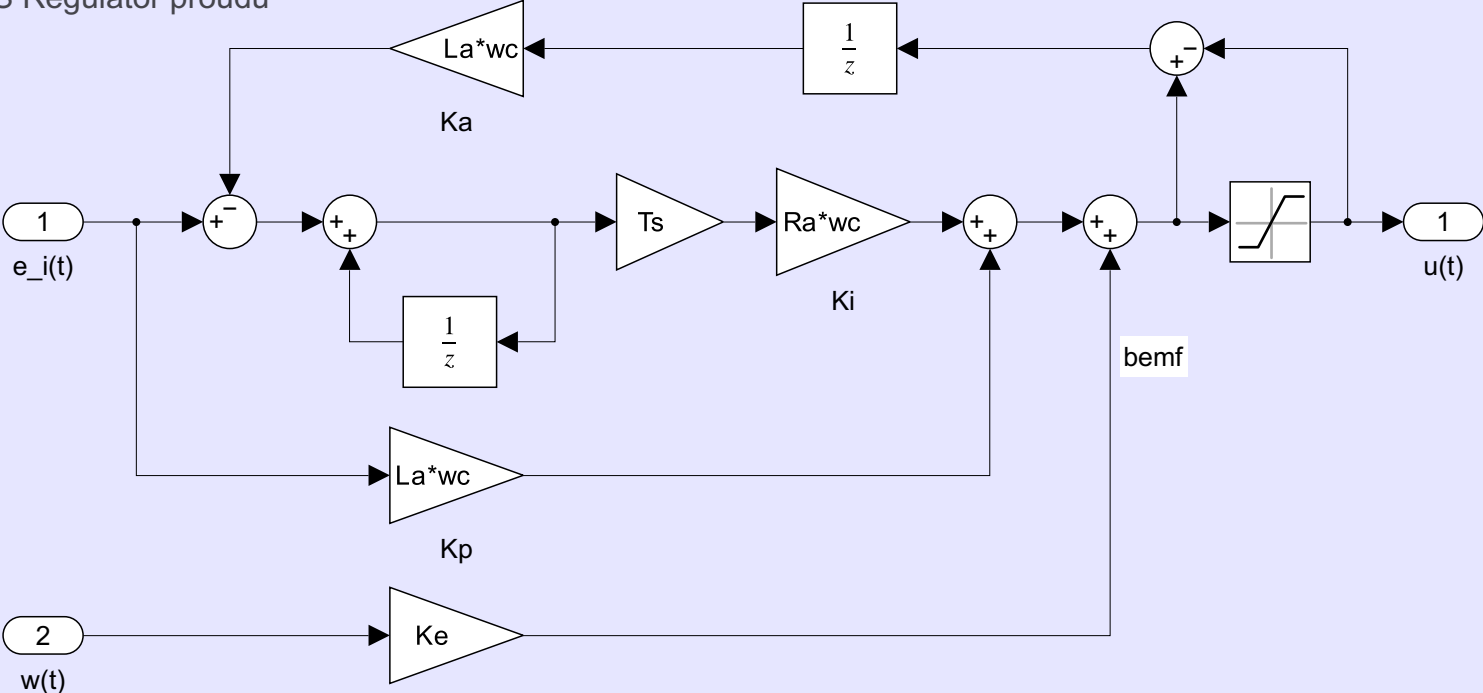 Regulátor proudu
La*wc
1
z
−
+
Ka
1
e_i(t)
+
−
+
+
Ts
Ra*wc
Ki
+
+
+
+
1
u(t)
1
z
bemf
La*wc
Kp
2
w(t)
Ke